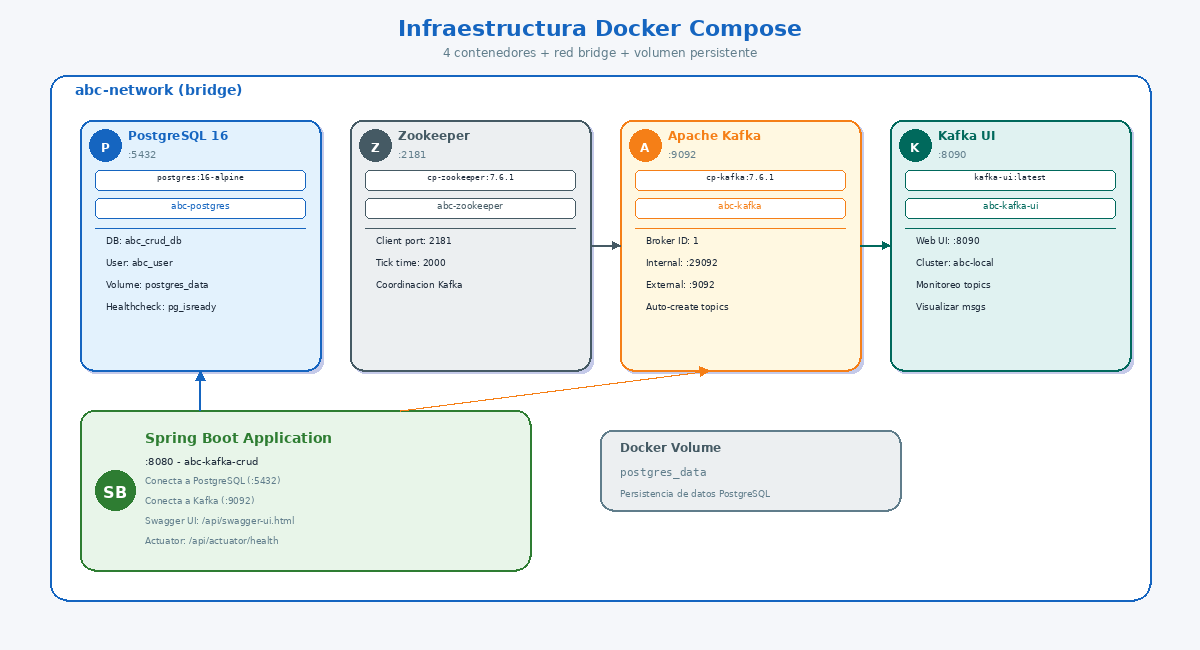 Infraestructura Docker Compose
4 contenedores + red bridge + volumen persistente
abc-network (bridge)
P
PostgreSQL 16
:5432
postgres:16-alpine
abc-postgres
DB: abc_crud_db
User: abc_user
Volume: postgres_data
Healthcheck: pg_isready
Z
Zookeeper
:2181
cp-zookeeper:7.6.1
abc-zookeeper
Client port: 2181
Tick time: 2000
Coordinacion Kafka
A
Apache Kafka
:9092
cp-kafka:7.6.1
abc-kafka
Broker ID: 1
Internal: :29092
External: :9092
Auto-create topics
K
Kafka UI
:8090
kafka-ui:latest
abc-kafka-ui
Web UI: :8090
Cluster: abc-local
Monitoreo topics
Visualizar msgs
SB
Spring Boot Application
:8080 - abc-kafka-crud
Conecta a PostgreSQL (:5432)
Conecta a Kafka (:9092)
Swagger UI: /api/swagger-ui.html
Actuator: /api/actuator/health
Docker Volume
postgres_data
Persistencia de datos PostgreSQL